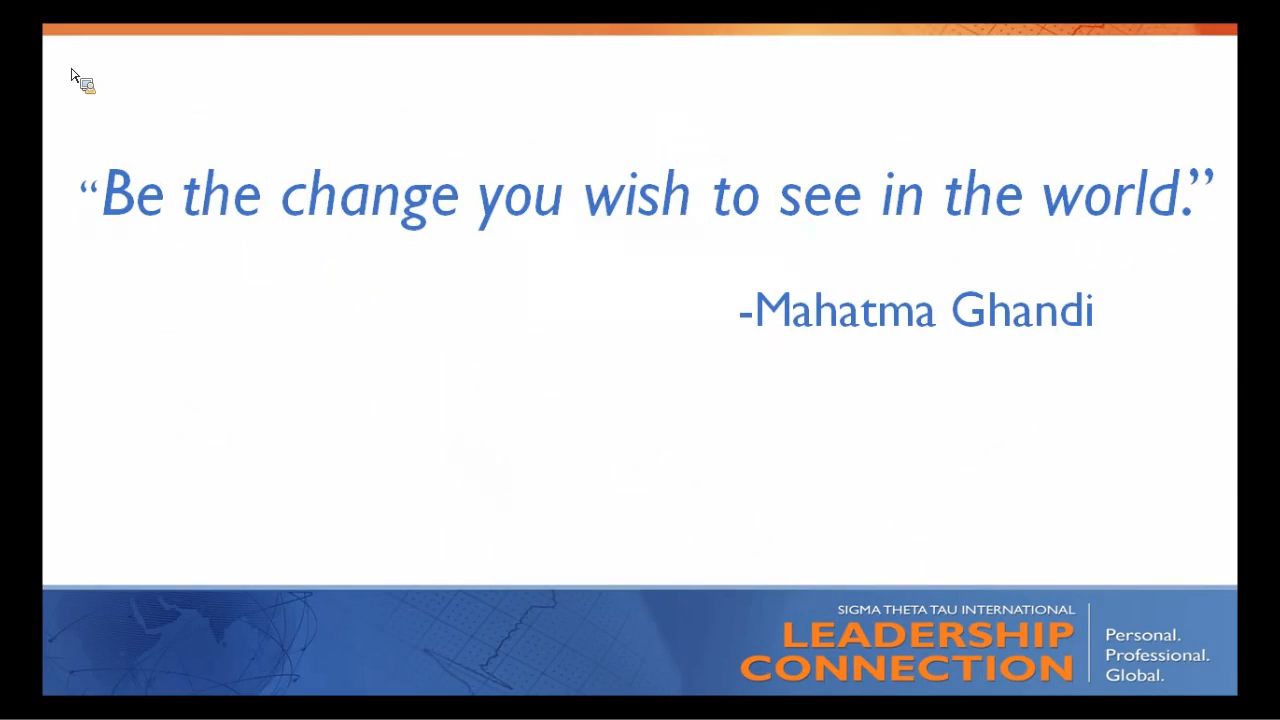 “Be the change you wish to see in the world.”
-Mahatma Ghandi
SIGMA THETA TAU INTERNATIONAL
LEADERSHIP
CONNECTION
Personal.
Professional.
Global.